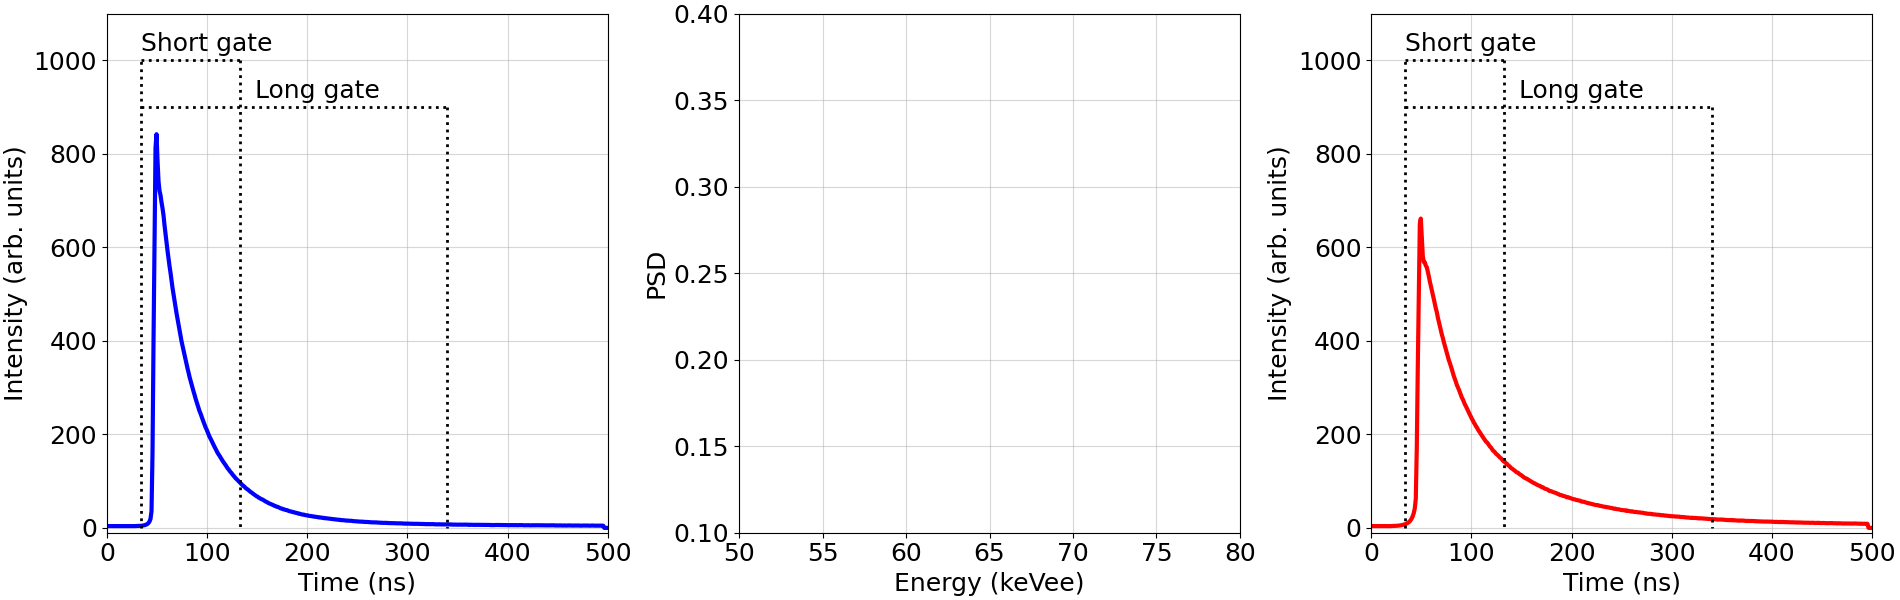 Short gate
Long gate
1000
800
600
400
200
0
0 100 200 300 400 500
Time (ns)
Intensity (arb. units)
0.40
0.35
0.30
0.25
0.20
0.15
0.10
50 55 60 65 70 75 80
Energy (keVee)
PSD
Short gate
Long gate
1000
800
600
400
200
0
0 100 200 300 400 500
Time (ns)
Intensity (arb. units)